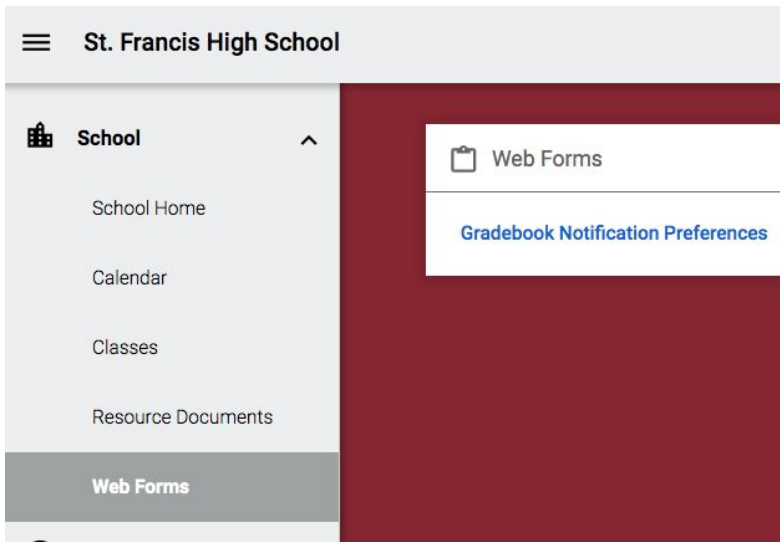 St. Francis High School
School
School Home
Calendar
Classes
Resource Documents
Web Forms
Web Forms
Gradebook Notification Preferences